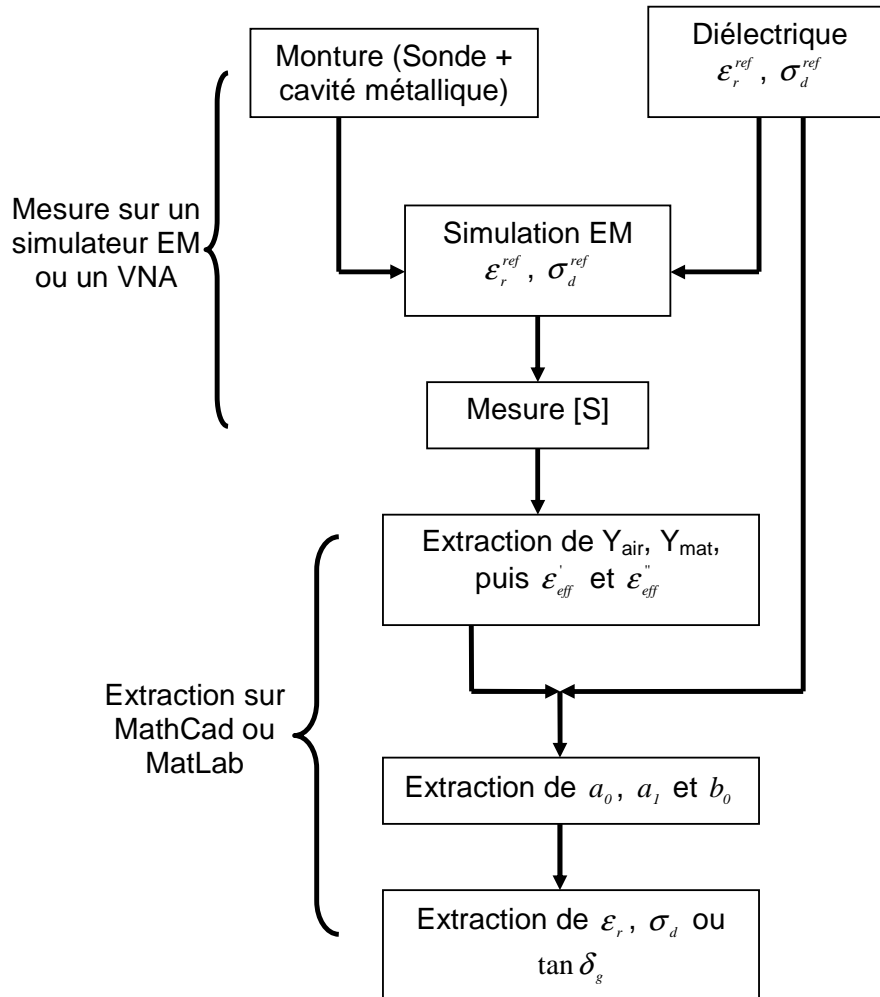 Monture (Sonde +
cavité métallique)
Diélectrique
ε_r^ref , σ_d^ref
Mesure sur un
simulateur EM
ou un VNA
Simulation EM
ε_r^ref , σ_d^ref
Mesure [S]
Extraction de Y_air, Y_mat,
puis ε'_eff et ε"_eff
Extraction sur
MathCad ou
MatLab
Extraction de a_0, a_1 et b_0
Extraction de ε_r, σ_d ou
tan δ_g